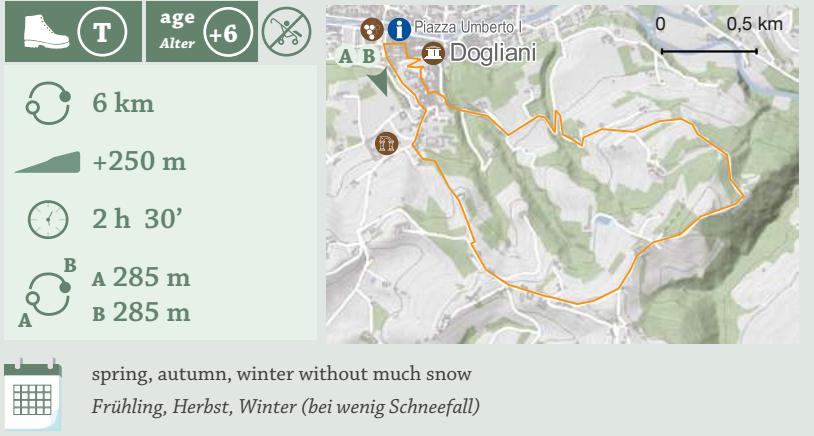 T
age
Alter
+6
6 km
+250 m
2 h 30’
B
A
A 285 m
B 285 m
Piazza Umberto I
Dogliani
A B
0 0,5 km
spring, autumn, winter without much snow
Frühling, Herbst, Winter (bei wenig Schneefall)